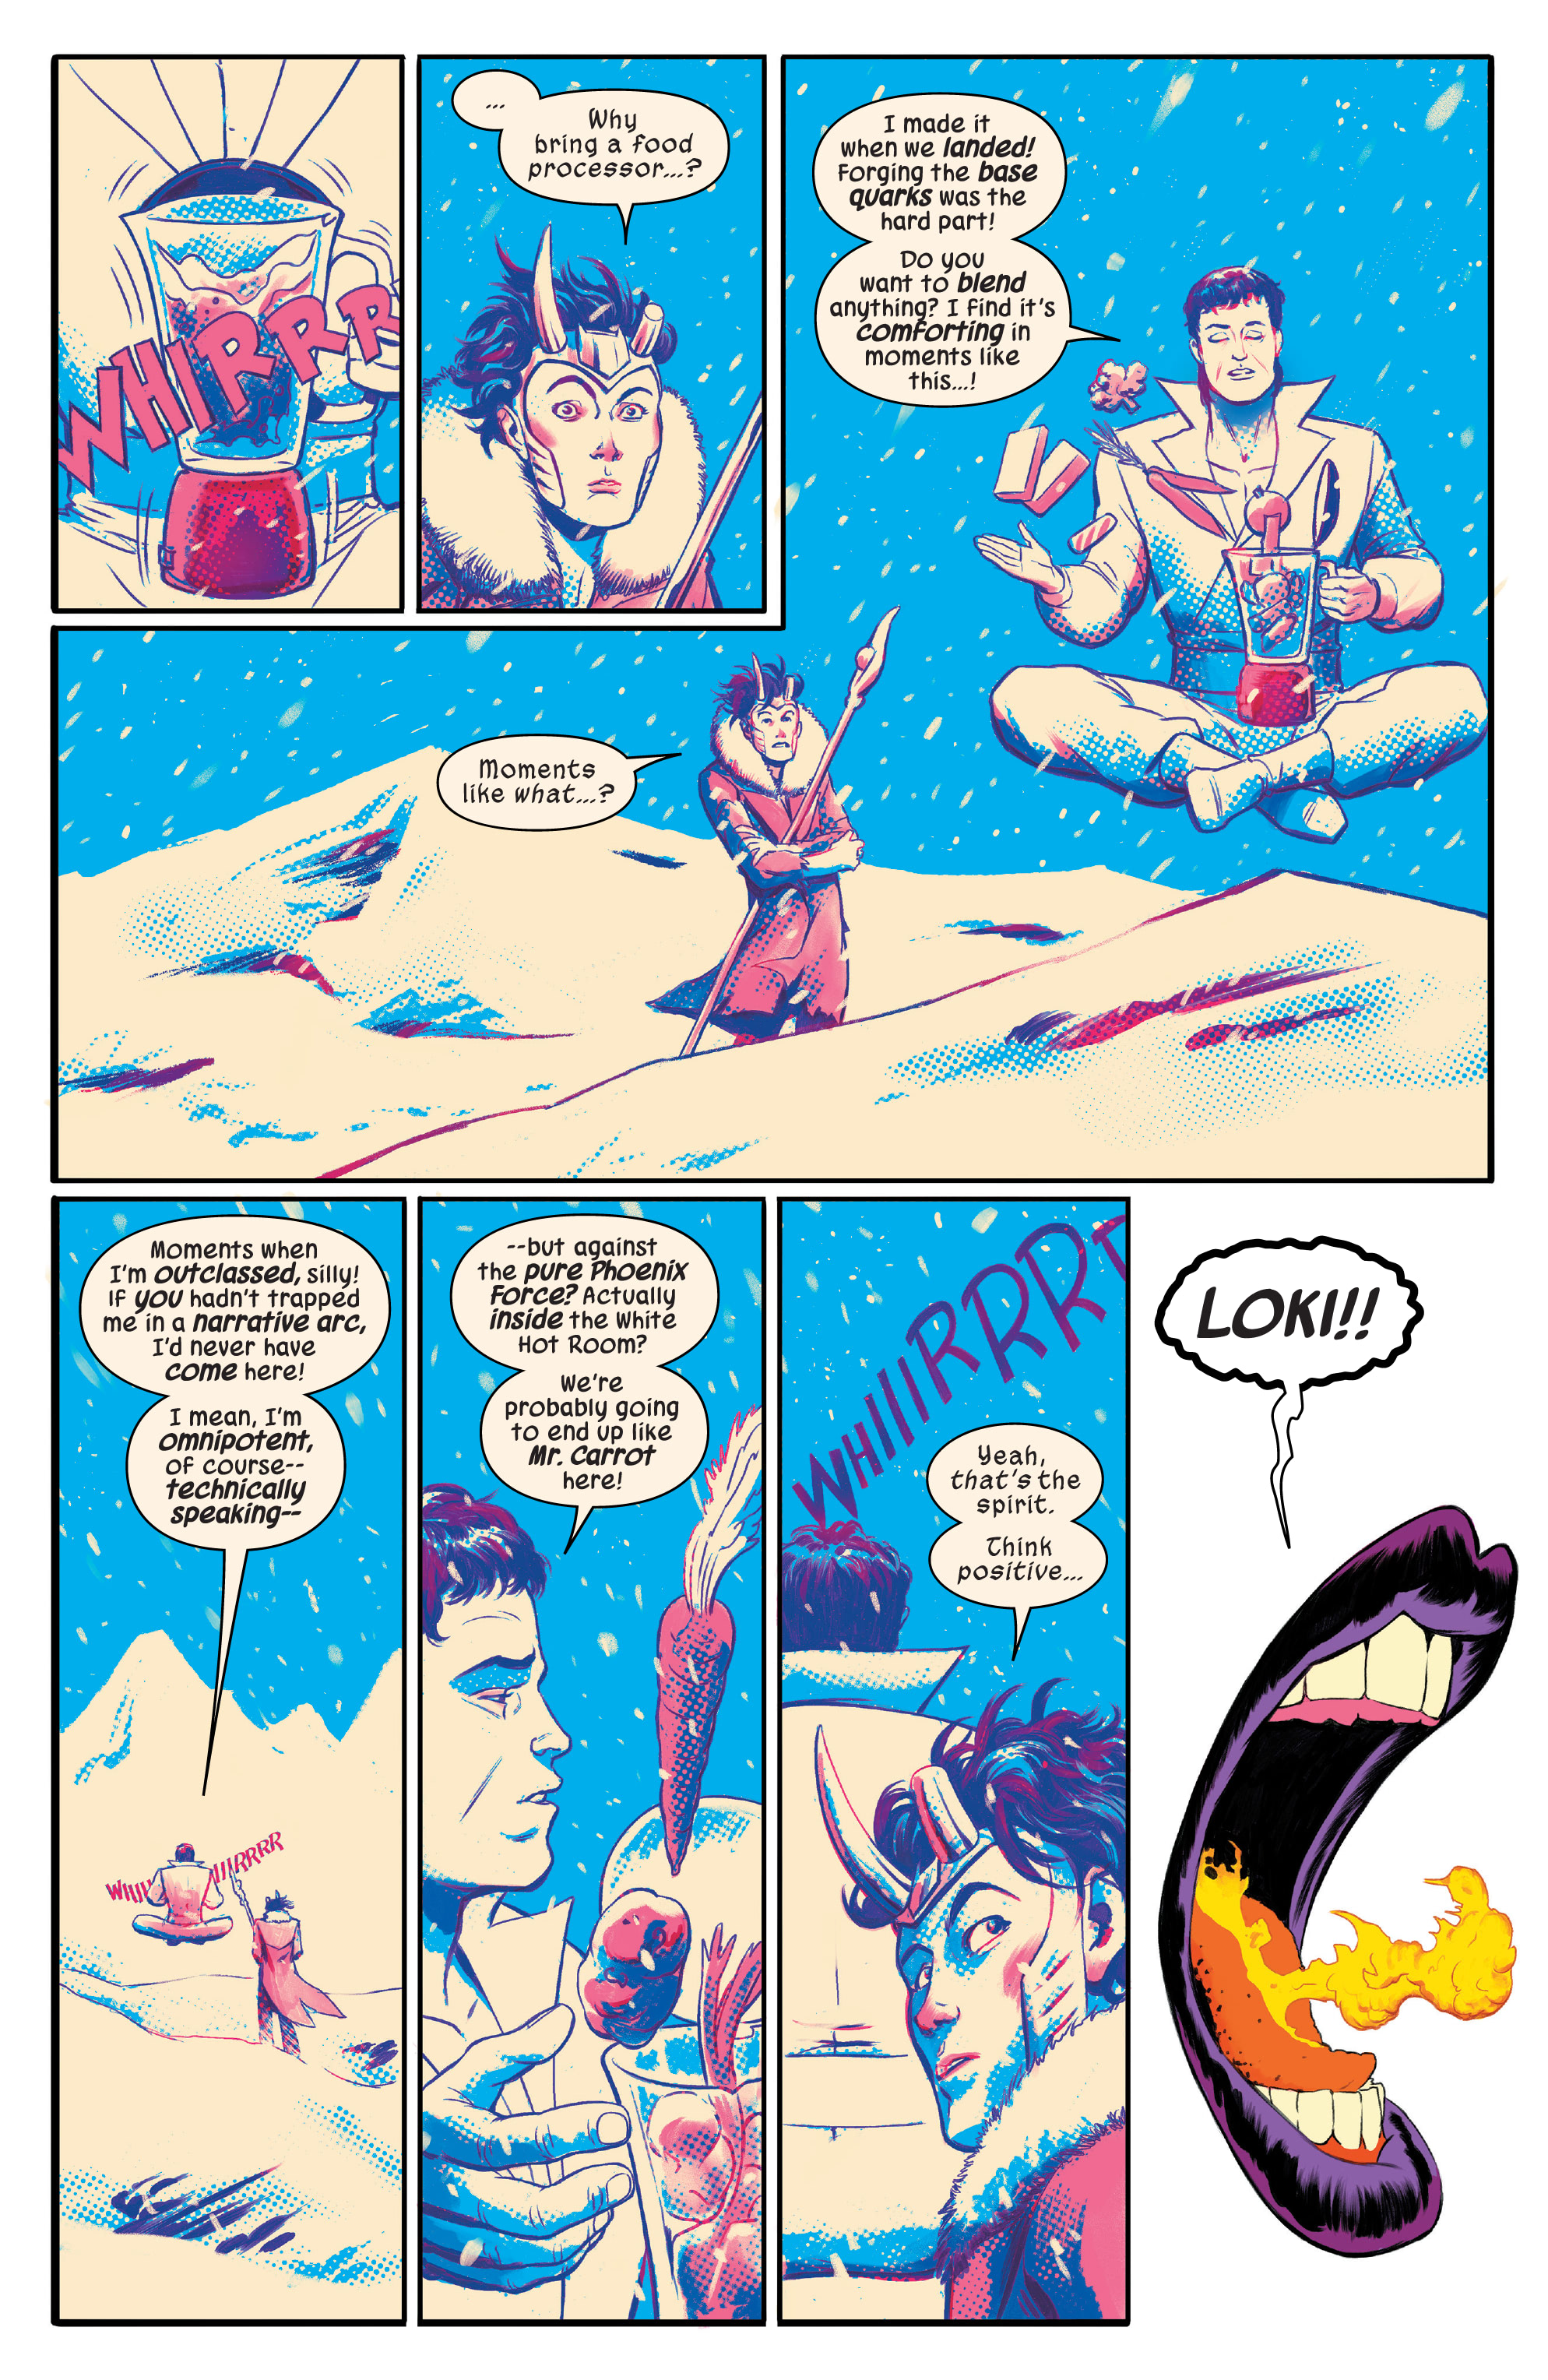 WHIRRR
...
Why
bring a food
processor...?
I made it
when we landed!
Forging the base
quarks was the
hard part!
Do you
want to blend
anything? I find it's
comforting in
moments like
this...!
Moments
like what...?
Moments when
I'm outclassed, silly!
If you hadn't trapped
me in a narrative arc,
I'd never have
come here!
I mean, I'm
omnipotent,
of course--
technically
speaking--
--but against
the pure Phoenix
Force? Actually
inside the White
Hot Room?
We're
probably going
to end up like
Mr. Carrot
here!
WHIIIRRRR
Yeah,
that's the
spirit.
Think
positive...
LOKI!!